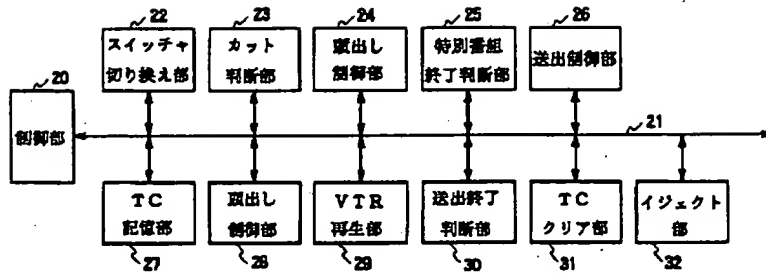 22
23
24
25
26
スイッチャ
切り換え部
カット
判断部
頭出し
制御部
特別番組
終了判断部
送出制御部
20
制御部
21
TC
記憶部
頭出し
制御部
VTR
再生部
送出終了
判断部
TC
クリア部
イジェクト
部
27
28
29
30
31
32